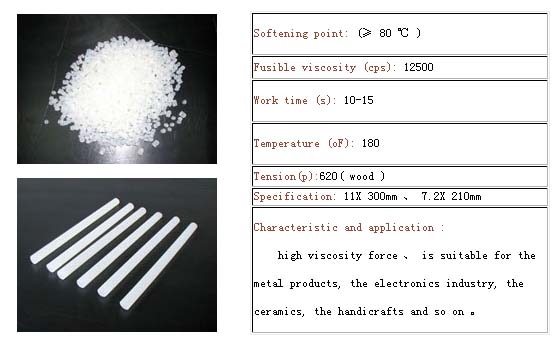 Softening point: (≥ 80 ℃ )
Fusible viscosity (cps): 12500
Work time (s): 10-15
Temperature (oF): 180
Tension(p):620( wood )
Specification: 11X 300mm 、 7.2X 210mm
Characteristic and application :
high viscosity force 、 is suitable for the
metal products, the electronics industry, the
ceramics, the handicrafts and so on 。